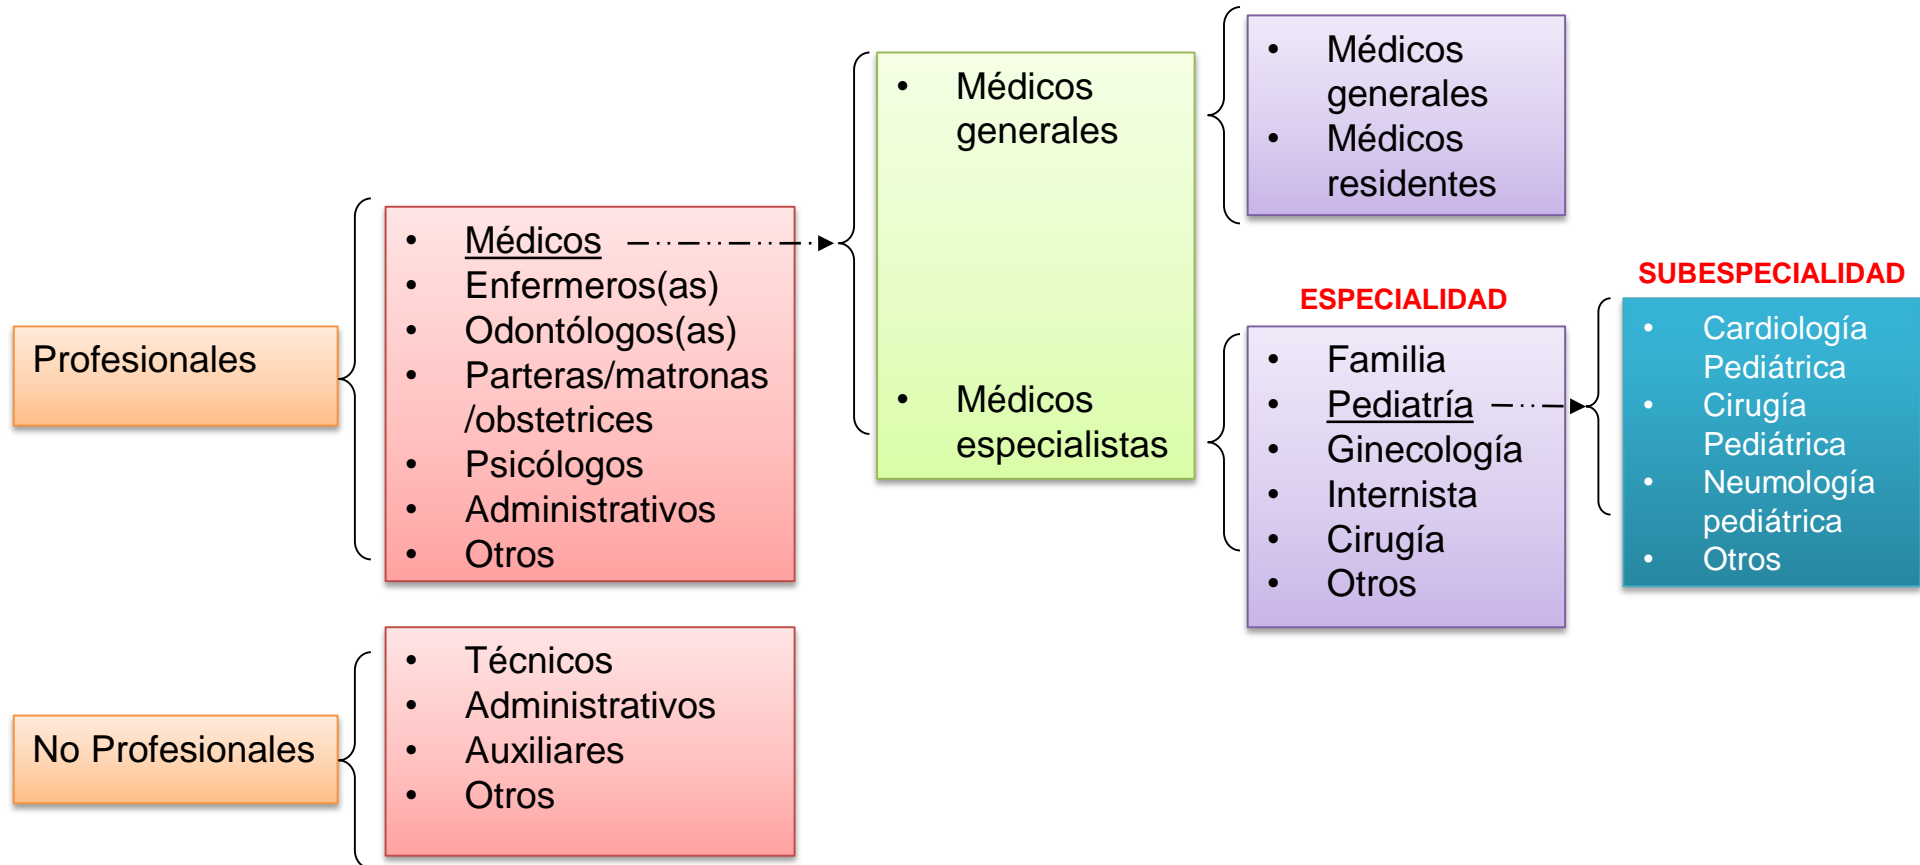 Profesionales
• Médicos
• Enfermeros(as)
• Odontólogos(as)
• Parteras/matronas
/obstetrices
• Psicólogos
• Administrativos
• Otros
• Médicos
generales
• Médicos
especialistas
• Médicos
generales
• Médicos
residentes
ESPECIALIDAD
• Familia
• Pediatría
• Ginecología
• Internista
• Cirugía
• Otros
SUBESPECIALIDAD
• Cardiología
Pediátrica
• Cirugía
Pediátrica
• Neumología
pediátrica
• Otros
No Profesionales
• Técnicos
• Administrativos
• Auxiliares
• Otros